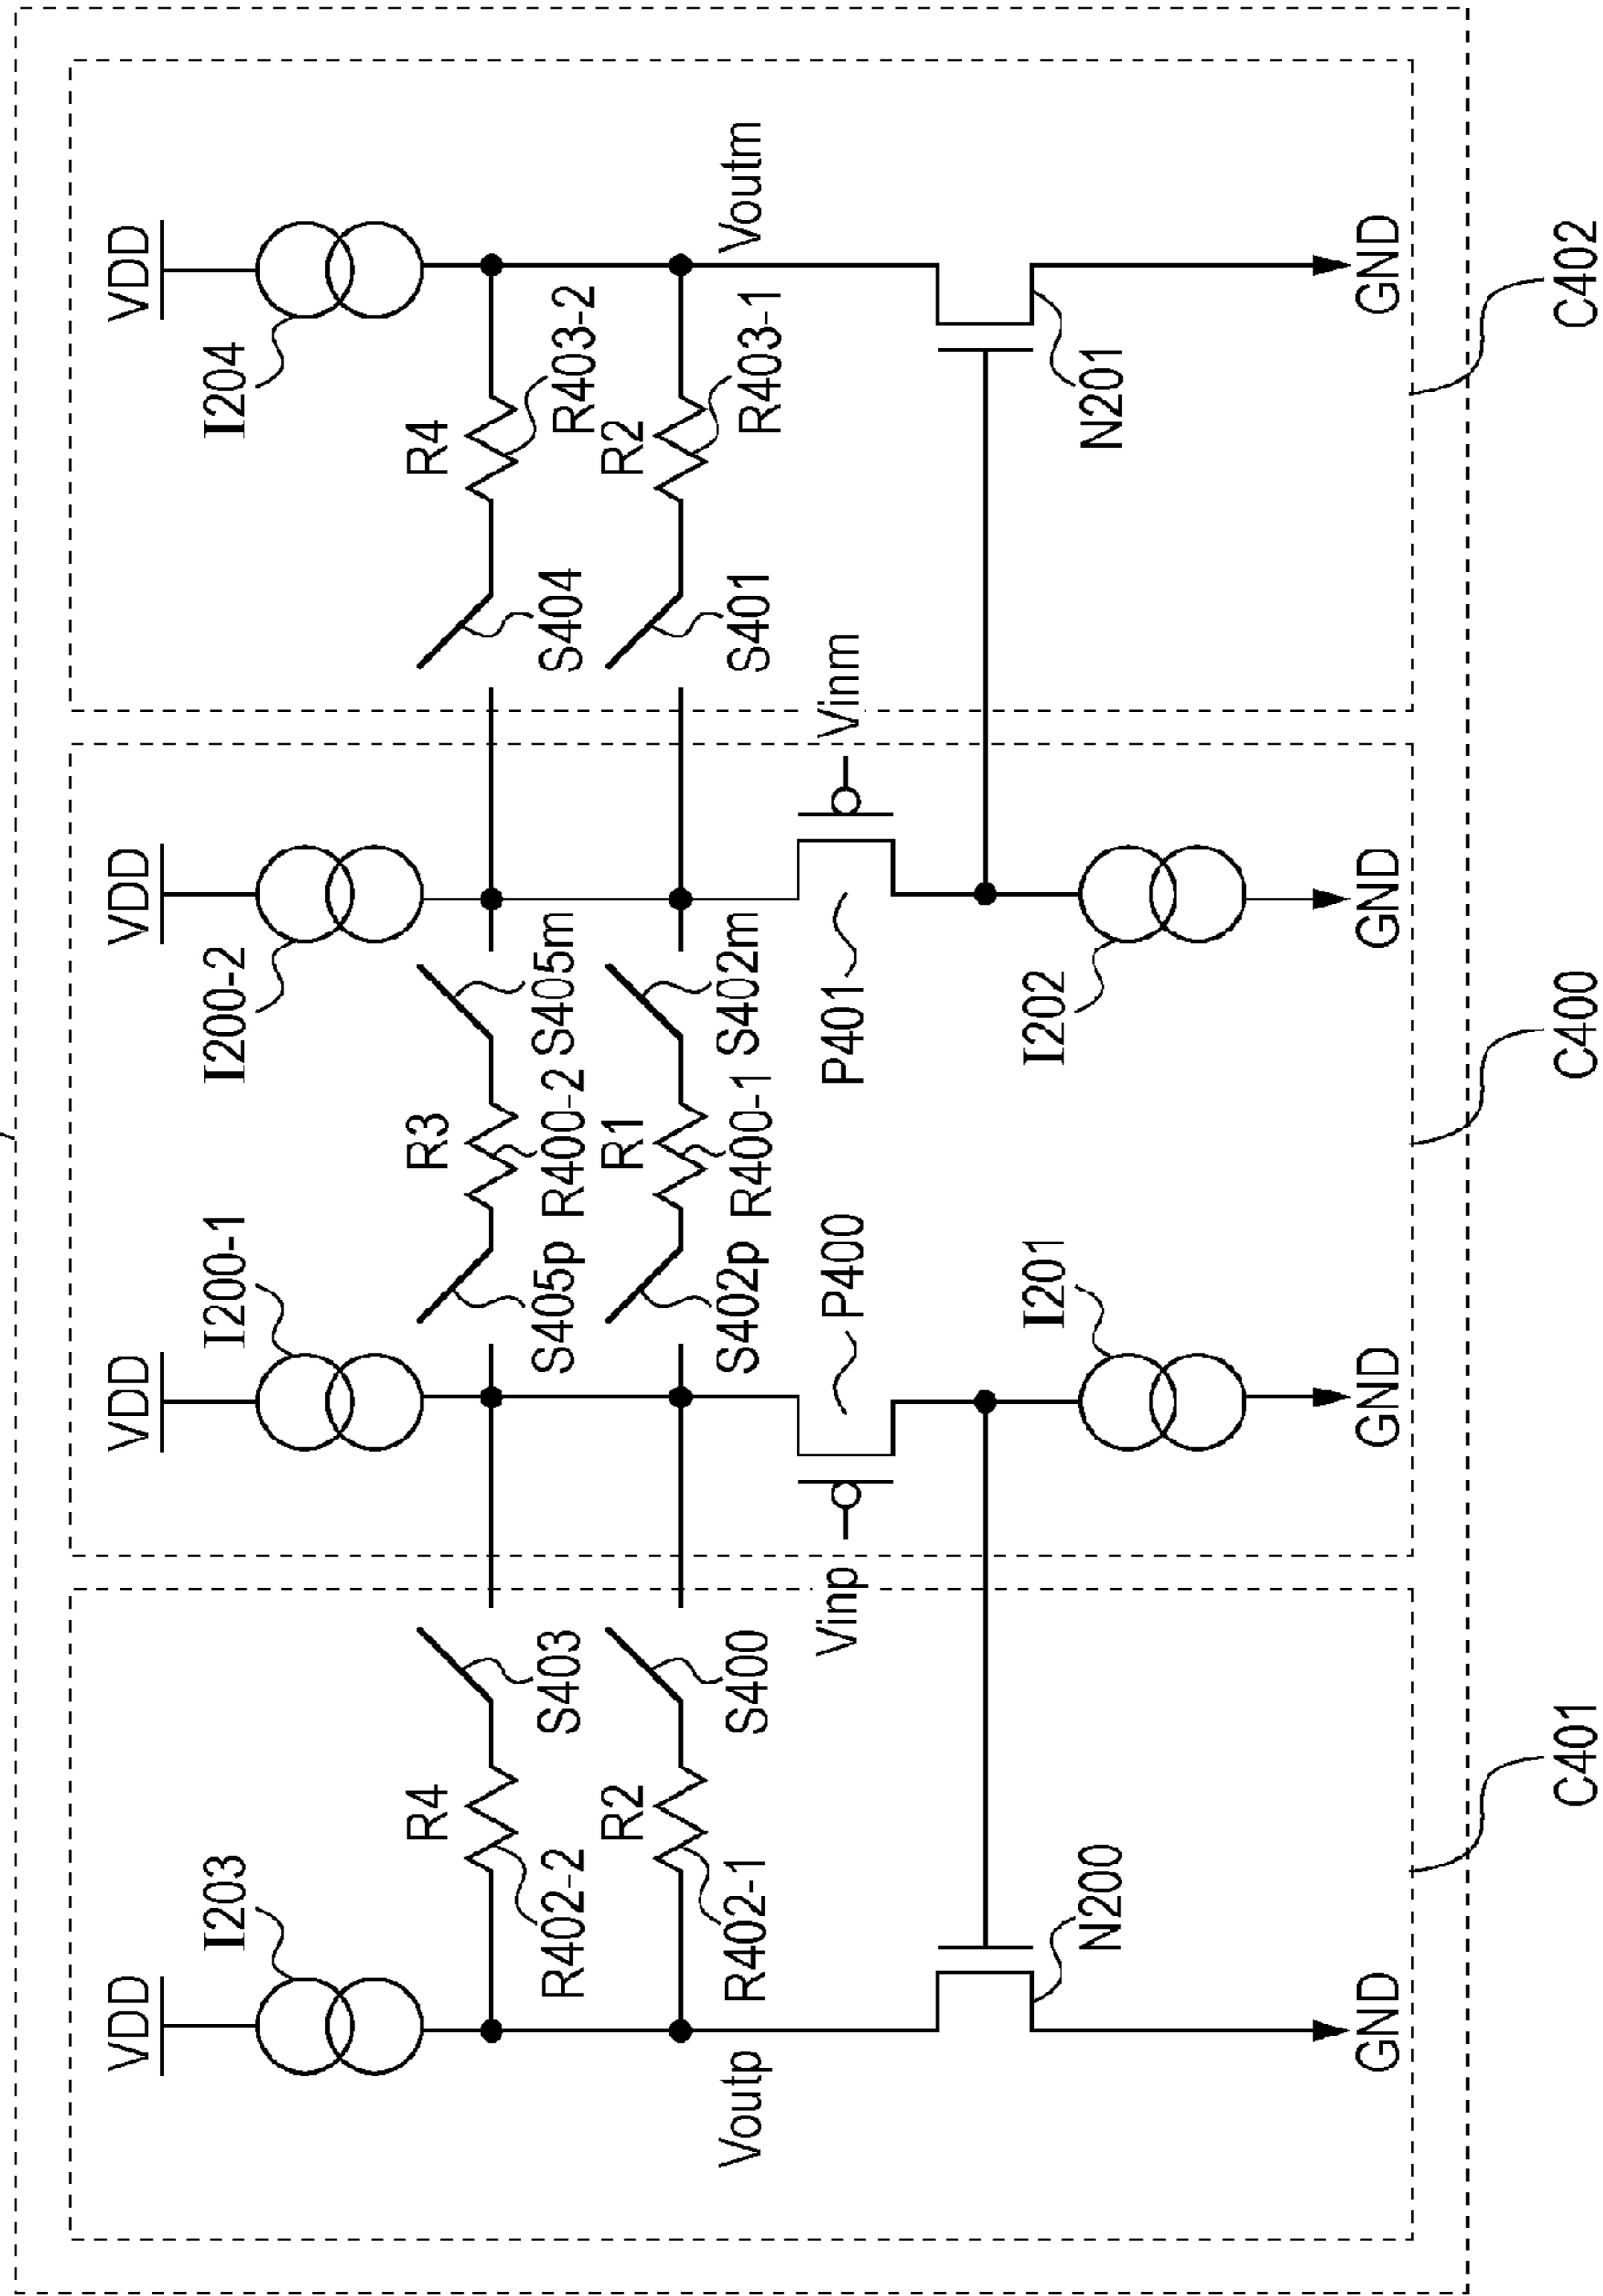 VDD VDD VDD VDD
I203 I200-1 I200-2 I204
R4 R3 R4
R402-2 S403 S405p R400-2 S405m S404 R403-2
R2 R1 R2
R402-1 S400 S402p R400-1 S402m S401 R403-1
Voutp Voutm
Vinp P400 P401 Vinm
N200 I201 I202 N201
GND GND GND GND
C401 C400 C402